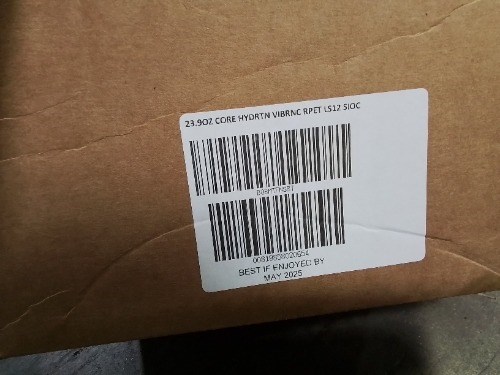 23.9OZ CORE HYDRTN VIBRNC RPET LS12 SIOC
BEST IF ENJOYED BY
MAY 2025